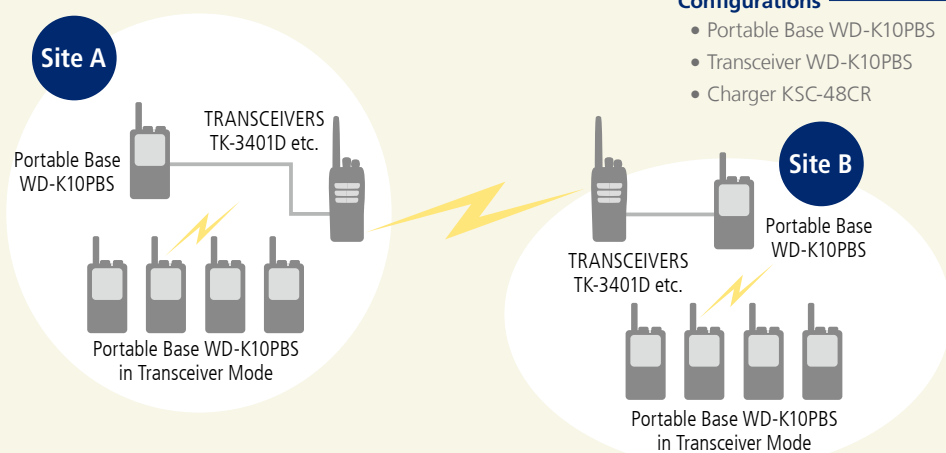 Configurations
• Portable Base WD-K10PBS
• Transceiver WD-K10PBS
• Charger KSC-48CR
Site A
TRANSCEIVERS
TK-3401D etc.
Portable Base
WD-K10PBS
Portable Base WD-K10PBS
in Transceiver Mode
Site B
Portable Base
WD-K10PBS
TRANSCEIVERS
TK-3401D etc.
Portable Base WD-K10PBS
in Transceiver Mode